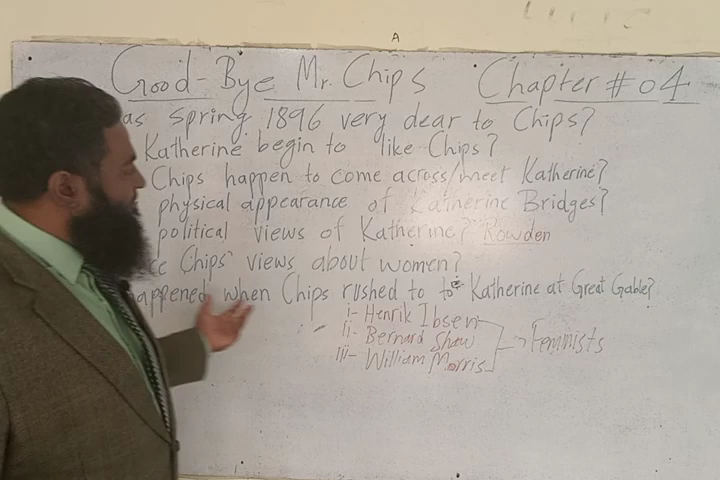 A
Good-Bye Mr. Chips Chapter # 04
as spring 1896 very dear to Chips?
Katherine begin to like Chips?
Chips happen to come across/meet Katherine?
physical appearance of Katherine Bridges?
political views of Katherine? Rowden
Chips' views about women?
happened when Chips rushed to to Katherine at Great Gable?
i- Henrik Ibsen
ii- Bernard Shaw
iii- William Morris
Feminists